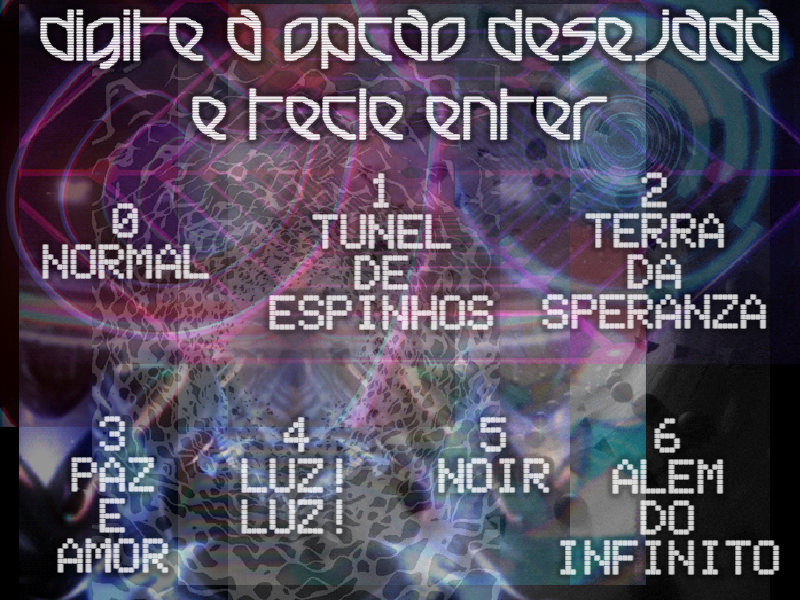 digite a opcao desejada
e tecle enter
0
NORMAL
1
TUNEL
DE
ESPINHOS
2
TERRA
DA
SPERANZA
3
PAZ
E
AMOR
4
LUZ!
LUZ!
5
NOIR
6
ALEM
DO
INFINITO